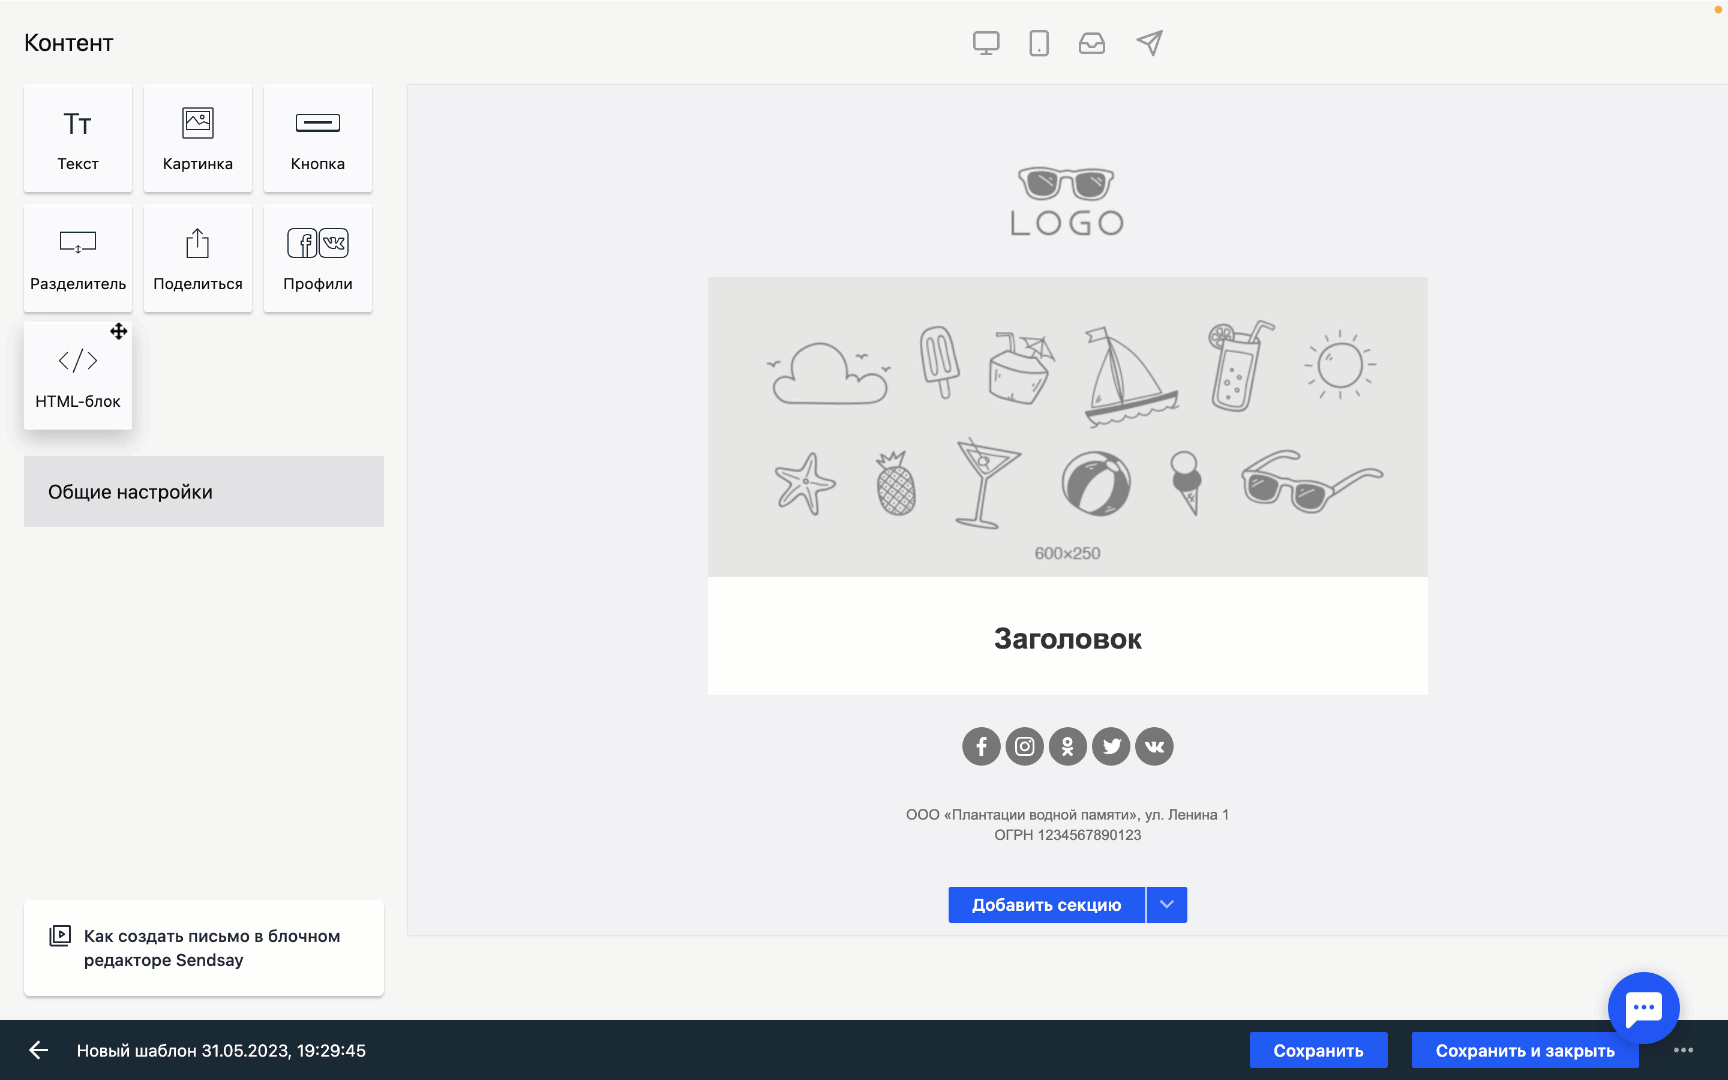 Контент
Тт
Текст
Картинка
Кнопка
Разделитель
Поделиться
Профили
</>
HTML-блок
Общие настройки
Как создать письмо в блочном
редакторе Sendsay
LOGO
600×250
Заголовок
ООО «Плантации водной памяти», ул. Ленина 1
ОГРН 1234567890123
Добавить секцию
Новый шаблон 31.05.2023, 19:29:45
Сохранить
Сохранить и закрыть